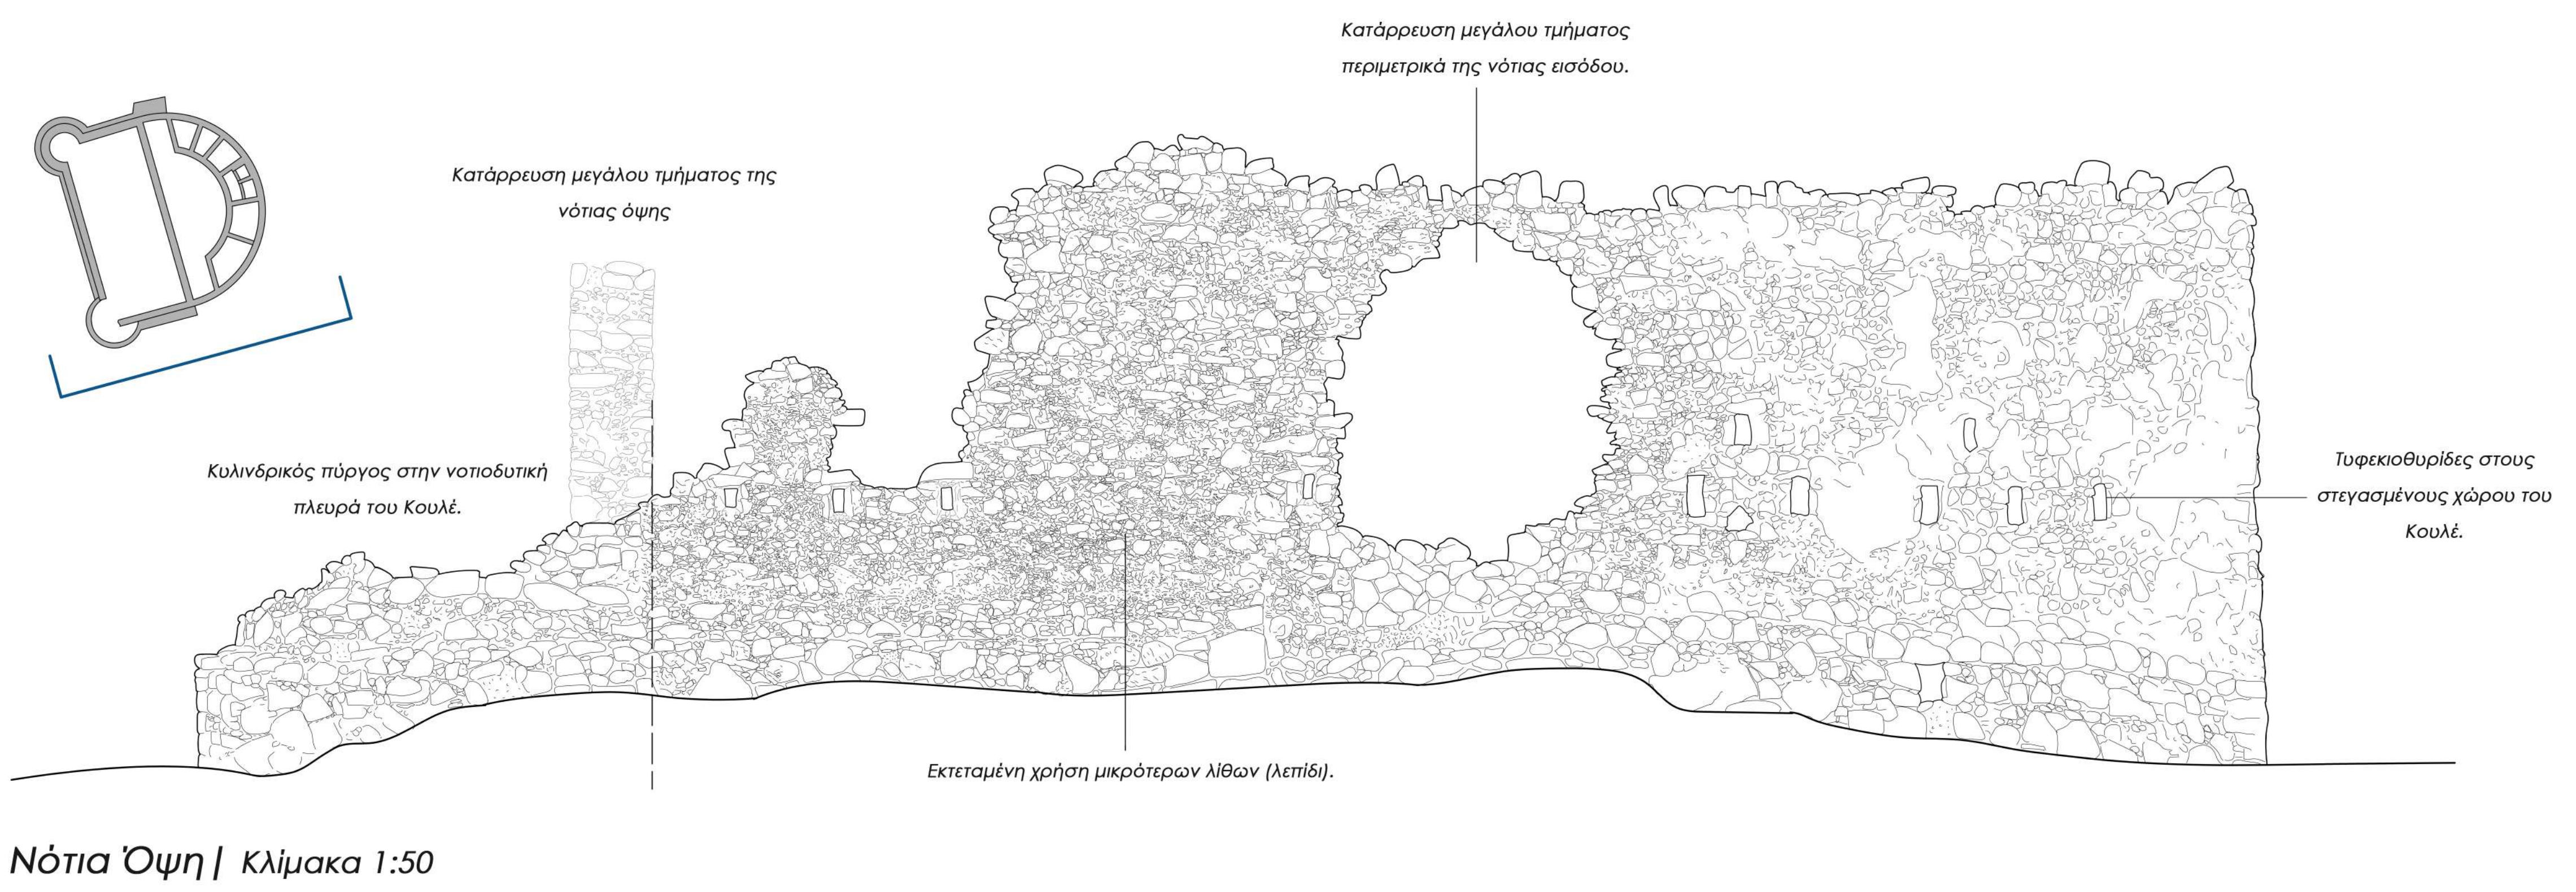 Κατάρρευση μεγάλου τμήματος
περιμετρικά της νότιας εισόδου.
Κατάρρευση μεγάλου τμήματος της
νότιας όψης
Κυλινδρικός πύργος στην νοτιοδυτική
πλευρά του Κουλέ.
Τυφεκιοθυρίδες στους
στεγασμένους χώρου του
Κουλέ.
Εκτεταμένη χρήση μικρότερων λίθων (λεπίδι).
Νότια Όψη | Κλίμακα 1:50